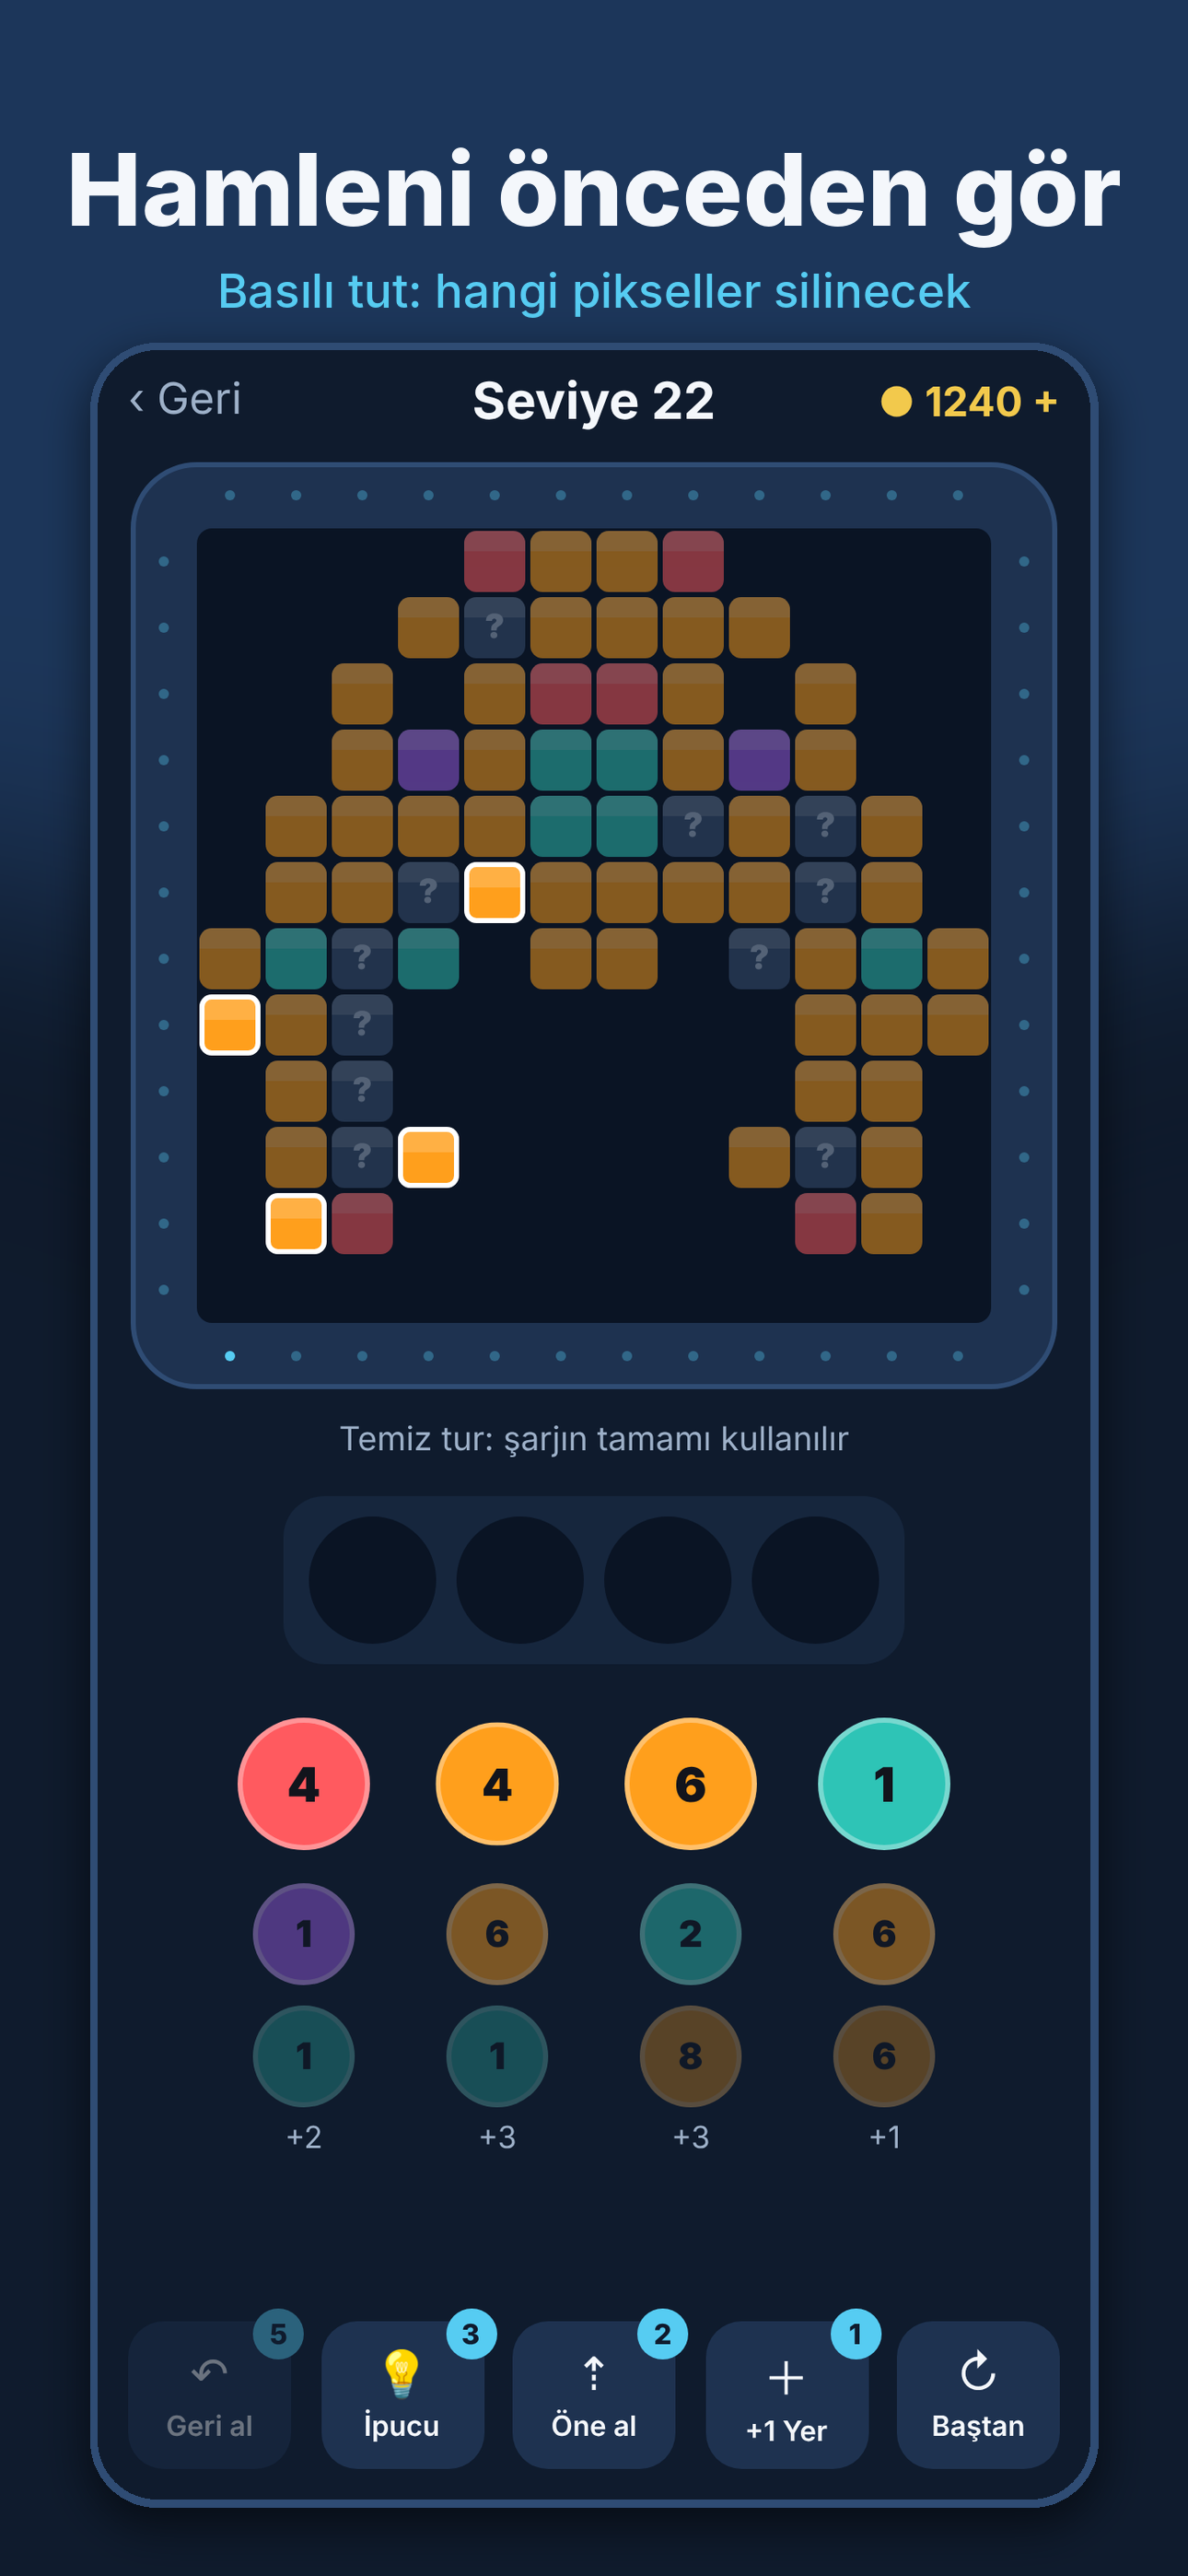 Hamleni önceden gör
Basılı tut: hangi pikseller silinecek
‹ Geri Seviye 22 1240 +
?
? ?
? ?
? ?
?
?
? ?
Temiz tur: şarjın tamamı kullanılır
4 4 6 1
1 6 2 6
1 1 8 6
+2 +3 +3 +1
5 3 2 1
Geri al İpucu Öne al +1 Yer Baştan